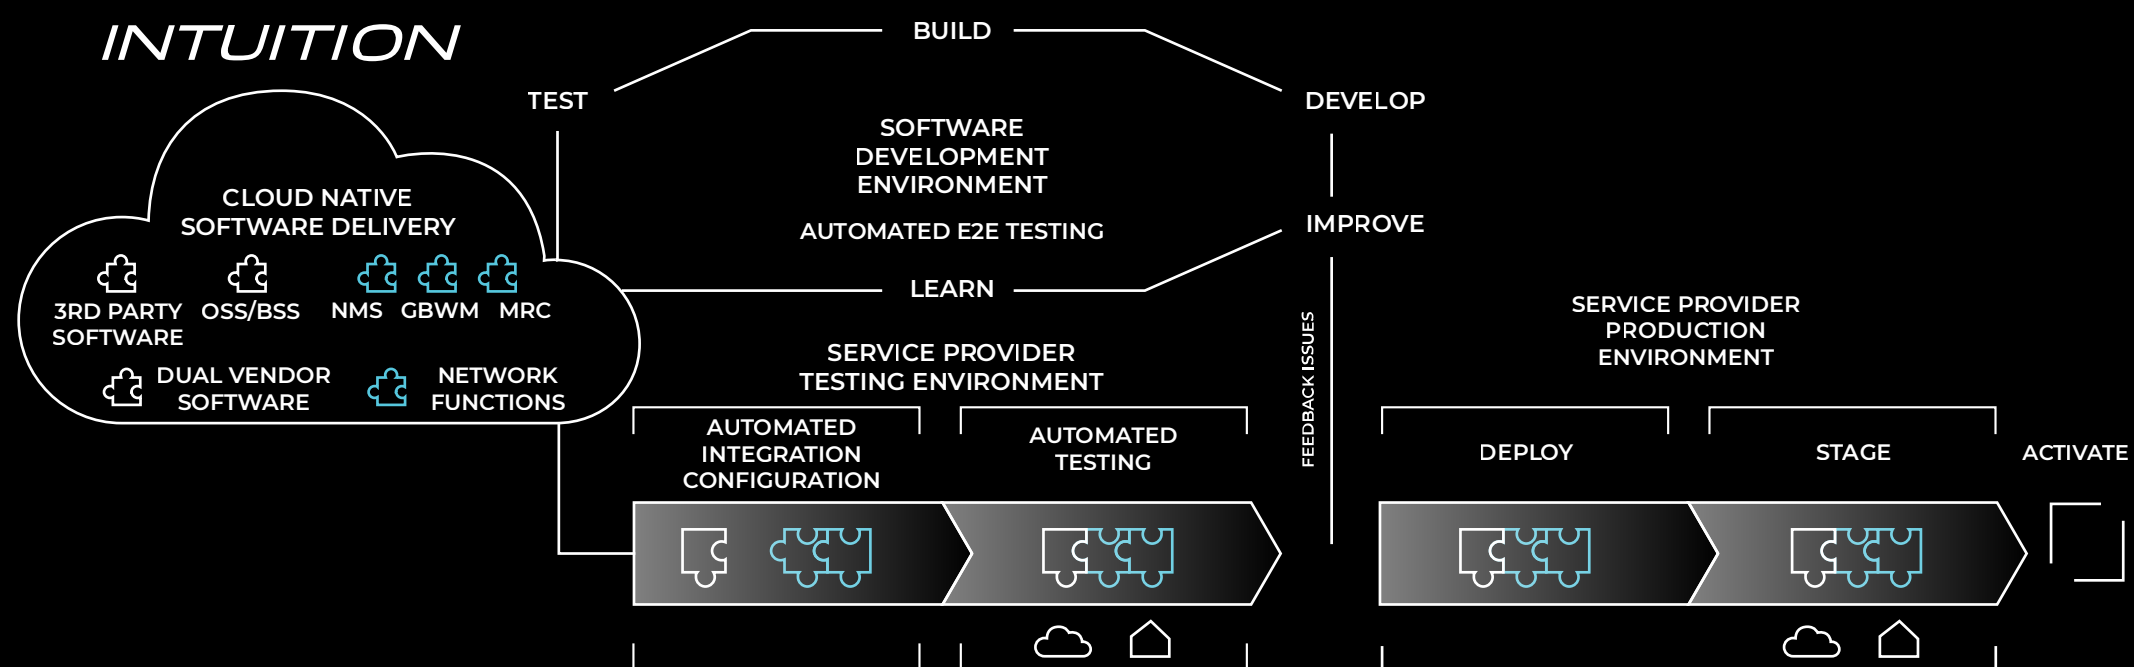 INTUITION
BUILD
TEST
DEVELOP
SOFTWARE
DEVELOPMENT
ENVIRONMENT
AUTOMATED E2E TESTING
IMPROVE
LEARN
CLOUD NATIVE
SOFTWARE DELIVERY
3RD PARTY
SOFTWARE
OSS/BSS
NMS
GBWM
MRC
DUAL VENDOR
SOFTWARE
NETWORK
FUNCTIONS
SERVICE PROVIDER
TESTING ENVIRONMENT
AUTOMATED
INTEGRATION
CONFIGURATION
AUTOMATED
TESTING
FEEDBACK ISSUES
SERVICE PROVIDER
PRODUCTION
ENVIRONMENT
DEPLOY
STAGE
ACTIVATE